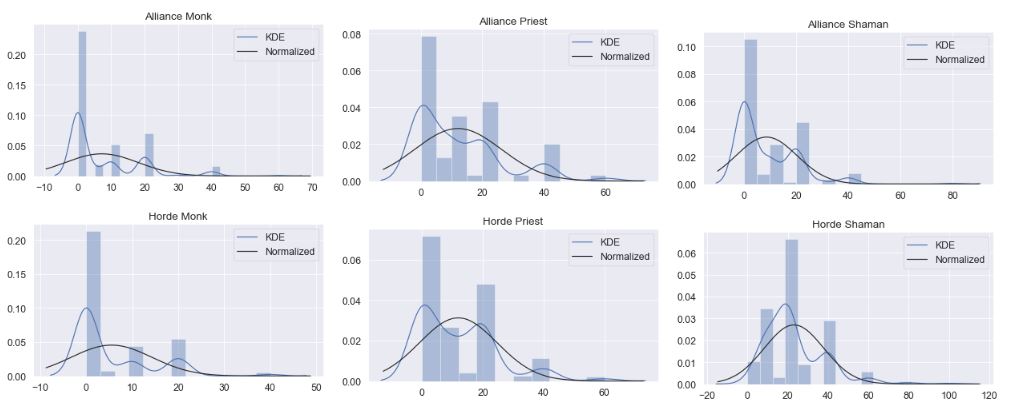 Alliance Monk
KDE
Normalized
0.20
0.15
0.10
0.05
0.00
−10 0 10 20 30 40 50 60 70
Alliance Priest
KDE
Normalized
0.08
0.06
0.04
0.02
0.00
0 20 40 60
Alliance Shaman
KDE
Normalized
0.10
0.08
0.06
0.04
0.02
0.00
0 20 40 60 80
Horde Monk
KDE
Normalized
0.20
0.15
0.10
0.05
0.00
−10 0 10 20 30 40 50
Horde Priest
KDE
Normalized
0.06
0.04
0.02
0.00
0 20 40 60
Horde Shaman
KDE
Normalized
0.06
0.05
0.04
0.03
0.02
0.01
0.00
−20 0 20 40 60 80 100 120